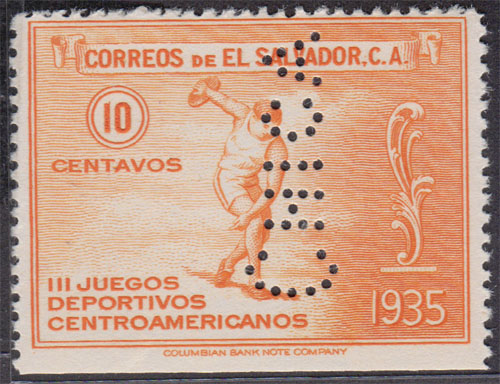 CORREOS DE EL SALVADOR, C.A.
10
CENTAVOS
III JUEGOS
DEPORTIVOS
CENTROAMERICANOS
1935
COLUMBIAN BANK NOTE COMPANY